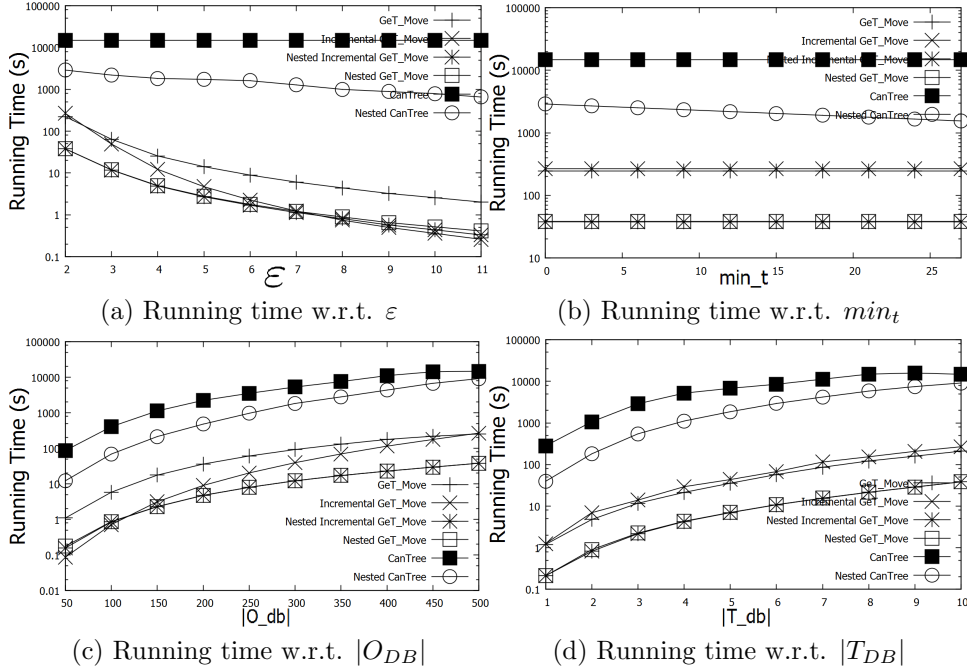 100000
10000
1000
100
10
1
0.1
Running Time (s)
2 3 4 5 6 7 8 9 10 11
ε
GeT_Move
Incremental GeT_Move
Nested Incremental GeT_Move
Nested GeT_Move
CanTree
Nested CanTree
(a) Running time w.r.t. ε
100000
10000
1000
100
10
Running Time (s)
0 5 10 15 20 25
min_t
GeT_Move
Incremental GeT_Move
Nested Incremental GeT_Move
Nested GeT_Move
CanTree
Nested CanTree
(b) Running time w.r.t. min_t
100000
10000
1000
100
10
1
0.1
0.01
Running Time (s)
50 100 150 200 250 300 350 400 450 500
|O_db|
GeT_Move
Incremental GeT_Move
Nested Incremental GeT_Move
Nested GeT_Move
CanTree
Nested CanTree
(c) Running time w.r.t. |O_DB|
100000
10000
1000
100
10
1
0.1
Running Time (s)
1 2 3 4 5 6 7 8 9 10
|T_db|
GeT_Move
Incremental GeT_Move
Nested Incremental GeT_Move
Nested GeT_Move
CanTree
Nested CanTree
(d) Running time w.r.t. |T_DB|